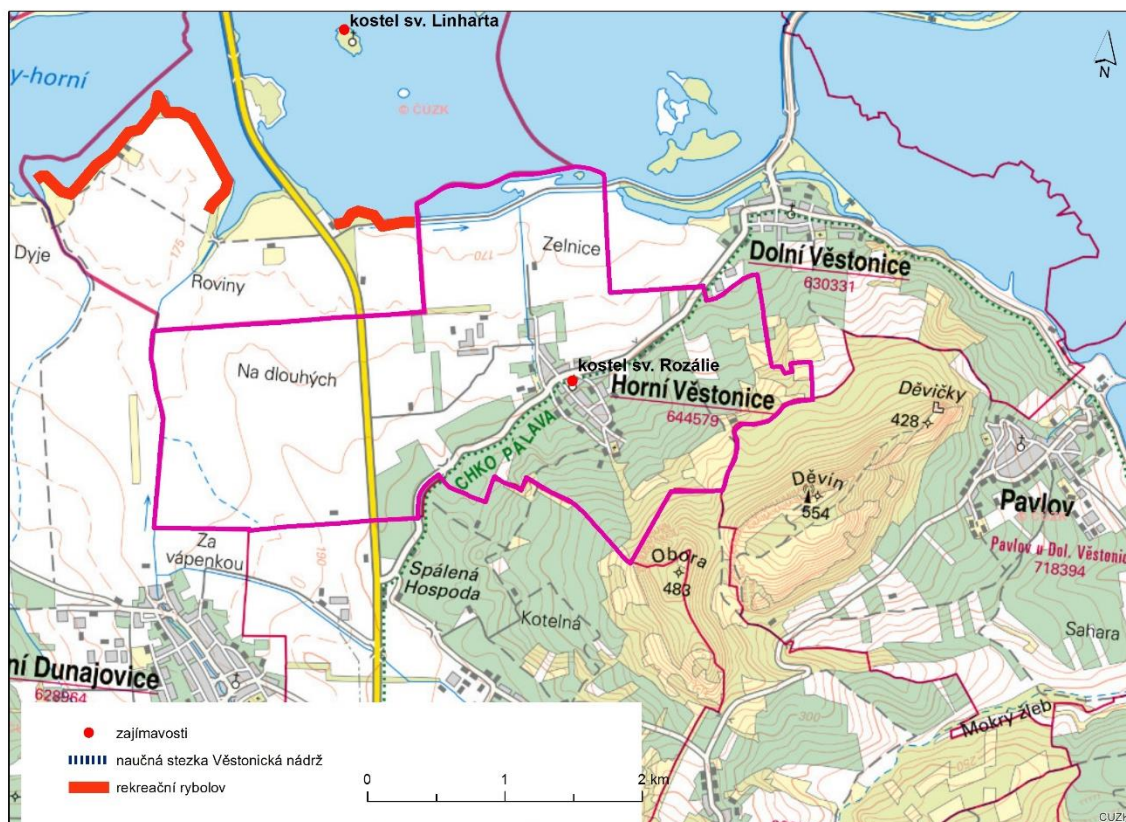 kostel sv. Linharta
y-horní
© ČÚZK
N
Dyje
175
Roviny
170
Zelnice
Dolní Věstonice
630331
Na dlouhých
kostel sv. Rozálie
Horní Věstonice
644579
Děvičky
428
CHKO PÁLAVA
Děvín
554
Pavlov
Pavlov u Dol. Věstonic
718394
Za
vápenkou
190
Obora
483
Spálená
Hospoda
Kotelná
Sahara
ní Dunajovice
628964
300
Mokrý žleb
250
zajímavosti
naučná stezka Věstonická nádrž
rekreační rybolov
0 1 2 km
ČÚZK